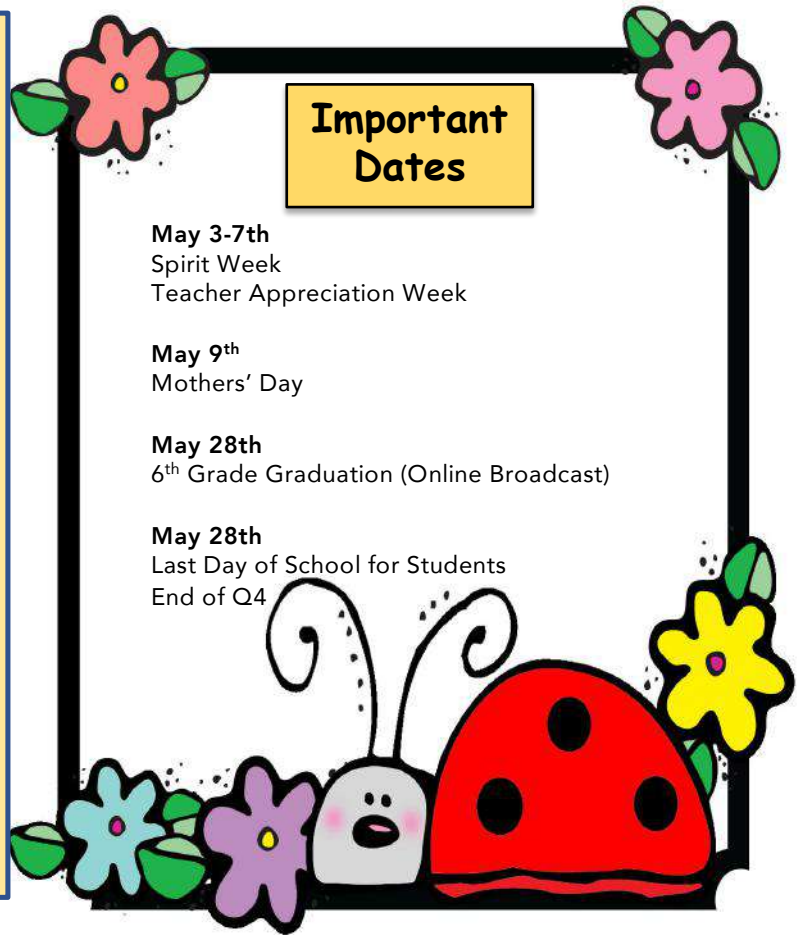 Important
Dates
May 3-7th
Spirit Week
Teacher Appreciation Week
May 9th
Mothers’ Day
May 28th
6th Grade Graduation (Online Broadcast)
May 28th
Last Day of School for Students
End of Q4